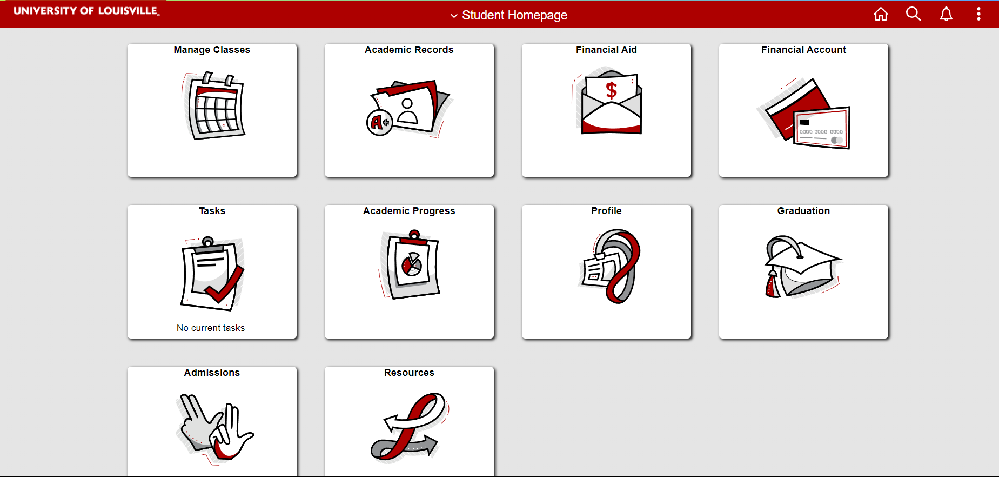 UNIVERSITY OF LOUISVILLE.
Student Homepage
Manage Classes
Academic Records
A+
Financial Aid
$
Financial Account
0000 0000 0000
Tasks
No current tasks
Academic Progress
Profile
Graduation
Admissions
Resources